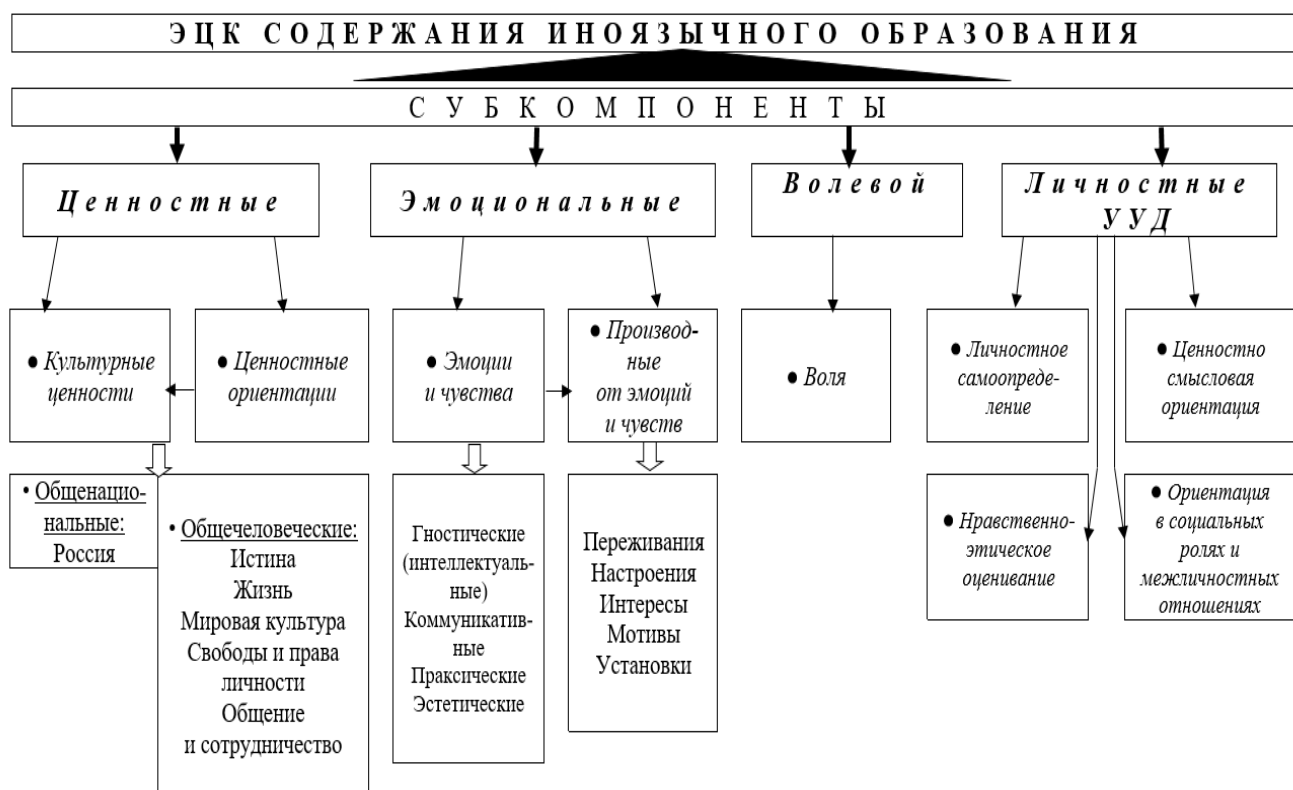 ЭЦК СОДЕРЖАНИЯ ИНОЯЗЫЧНОГО ОБРАЗОВАНИЯ
СУБКОМПОНЕНТЫ
Ценностные
Эмоциональные
Волевой
Личностные
УУД
● Культурные
ценности
● Ценностные
ориентации
● Эмоции
и чувства
● Производ-
ные
от эмоций
и чувств
● Воля
● Личностное
самоопреде-
ление
● Ценностно
смысловая
ориентация
• Общенацио-
нальные:
Россия
• Общечеловеческие:
Истина
Жизнь
Мировая культура
Свободы и права
личности
Общение
и сотрудничество
Гностические
(интеллектуаль-
ные)
Коммуникатив-
ные
Праксические
Эстетические
Переживания
Настроения
Интересы
Мотивы
Установки
● Нравственно-
этическое
оценивание
● Ориентация
в социальных
ролях и
межличностных
отношениях